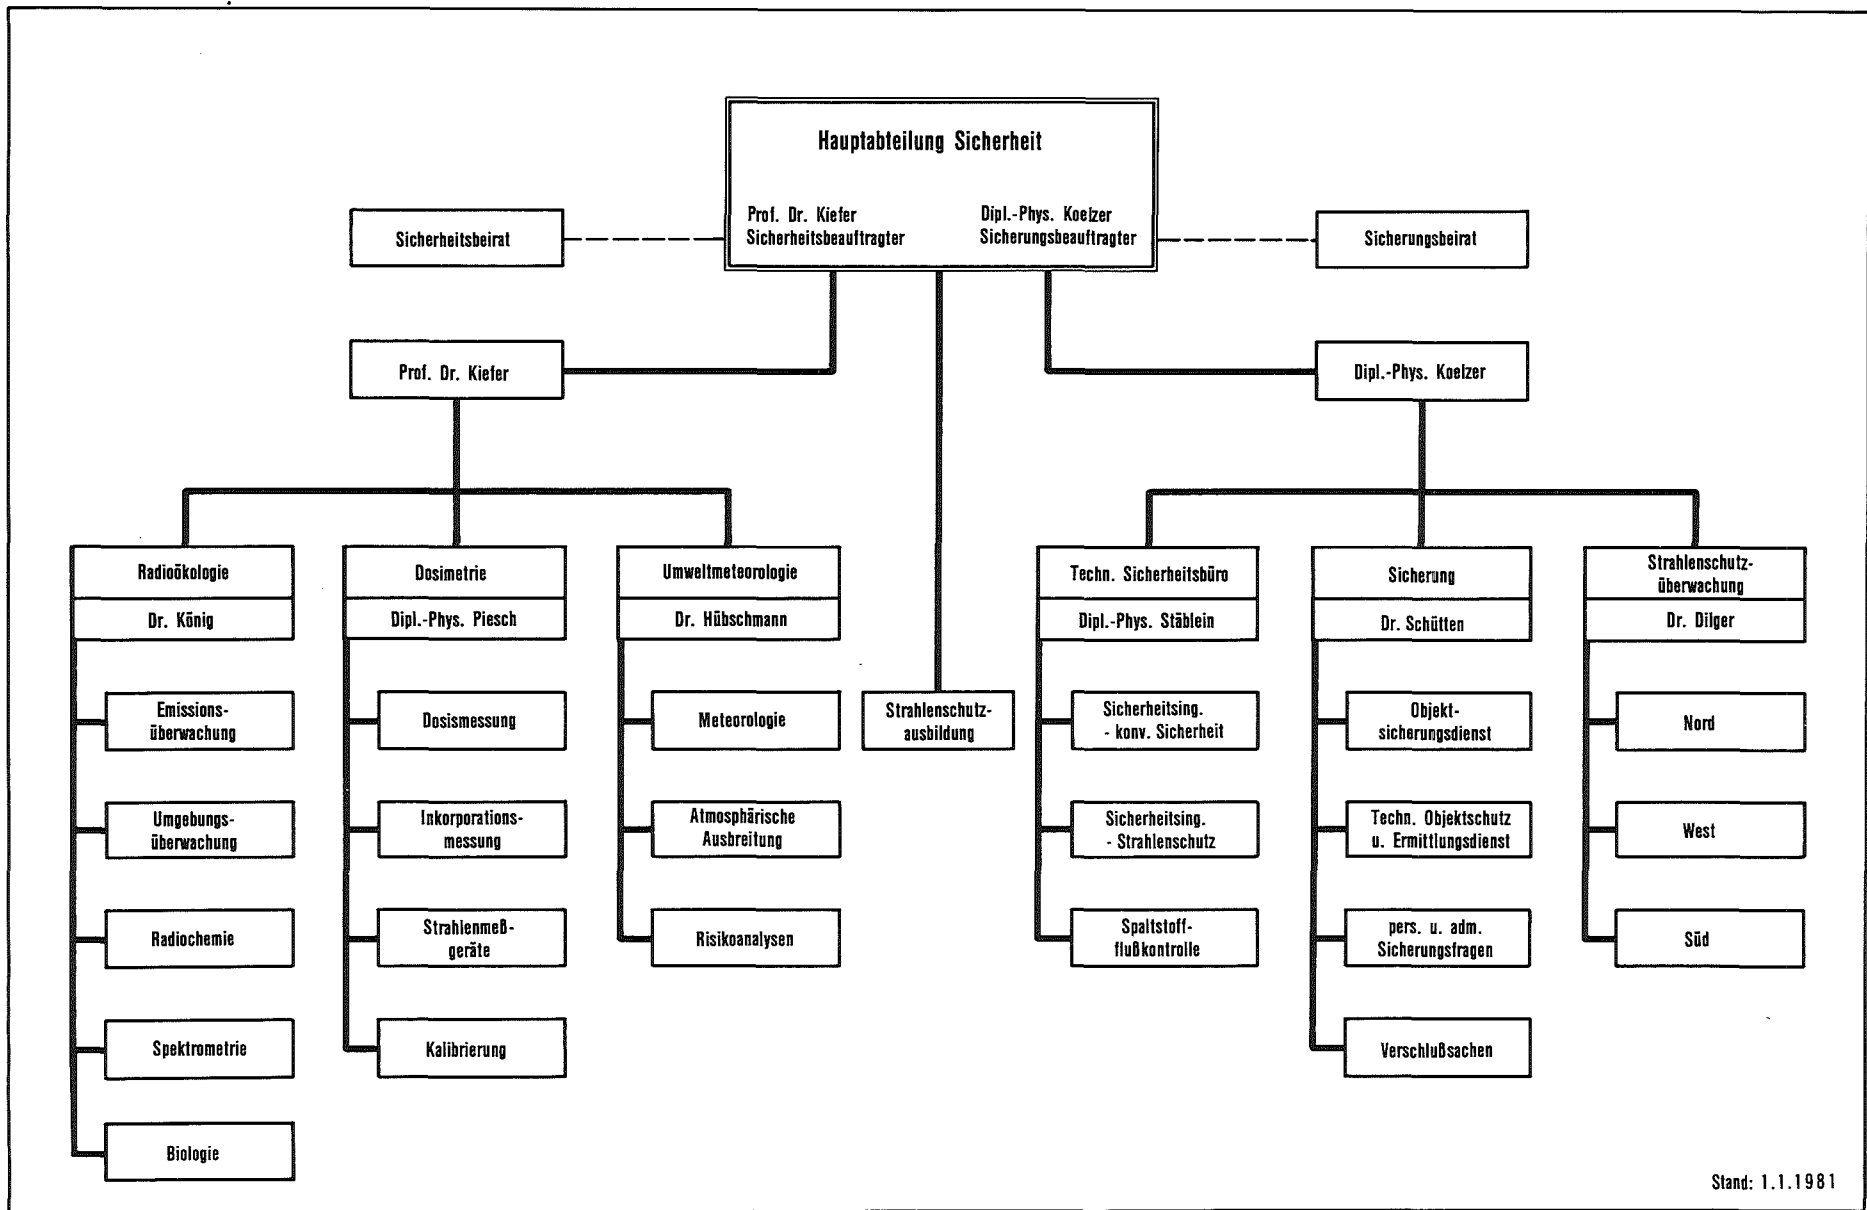 Hauptabteilung Sicherheit
Prof. Dr. Kiefer
Sicherheitsbeauftragter
Dipl.-Phys. Koelzer
Sicherungsbeauftragter
Sicherheitsbeirat
Sicherungsbeirat
Prof. Dr. Kiefer
Dipl.-Phys. Koelzer
Radioökologie
Dr. König
Emissions-
überwachung
Umgebungs-
überwachung
Radiochemie
Spektrometrie
Biologie
Dosimetrie
Dipl.-Phys. Piesch
Dosismessung
Inkorporations-
messung
Strahlenmeß-
geräte
Kalibrierung
Umweltmeteorologie
Dr. Hübschmann
Meteorologie
Atmosphärische
Ausbreitung
Risikoanalysen
Strahlenschutz-
ausbildung
Techn. Sicherheitsbüro
Dipl.-Phys. Stäblein
Sicherheitsing.
- konv. Sicherheit
Sicherheitsing.
- Strahlenschutz
Spaltstoff-
flußkontrolle
Sicherung
Dr. Schütten
Objekt-
sicherungsdienst
Techn. Objektschutz
u. Ermittlungsdienst
pers. u. adm.
Sicherungsfragen
Verschlußsachen
Strahlenschutz-
überwachung
Dr. Dilger
Nord
West
Süd
Stand: 1.1.1981